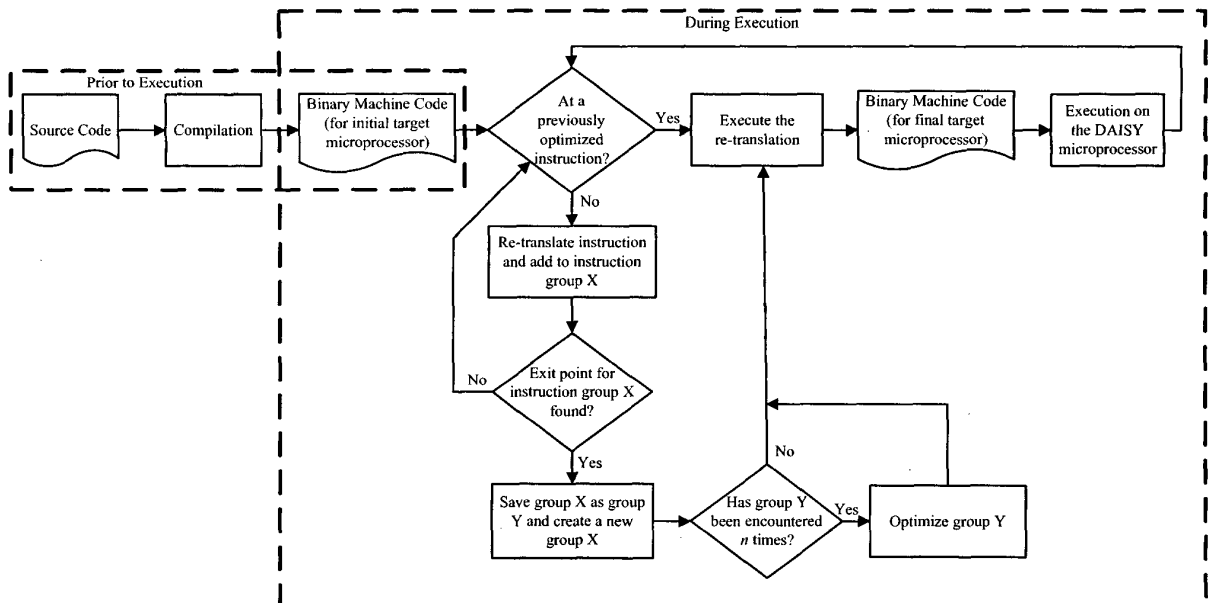 During Execution
Prior to Execution
Source Code
Compilation
Binary Machine Code
(for initial target
microprocessor)
At a
previously
optimized
instruction?
Yes
Execute the
re-translation
Binary Machine Code
(for final target
microprocessor)
Execution on
the DAISY
microprocessor
No
Re-translate instruction
and add to instruction
group X
No
Exit point for
instruction group X
found?
Yes
Save group X as group
Y and create a new
group X
No
Has group Y
been encountered
n times?
Yes
Optimize group Y